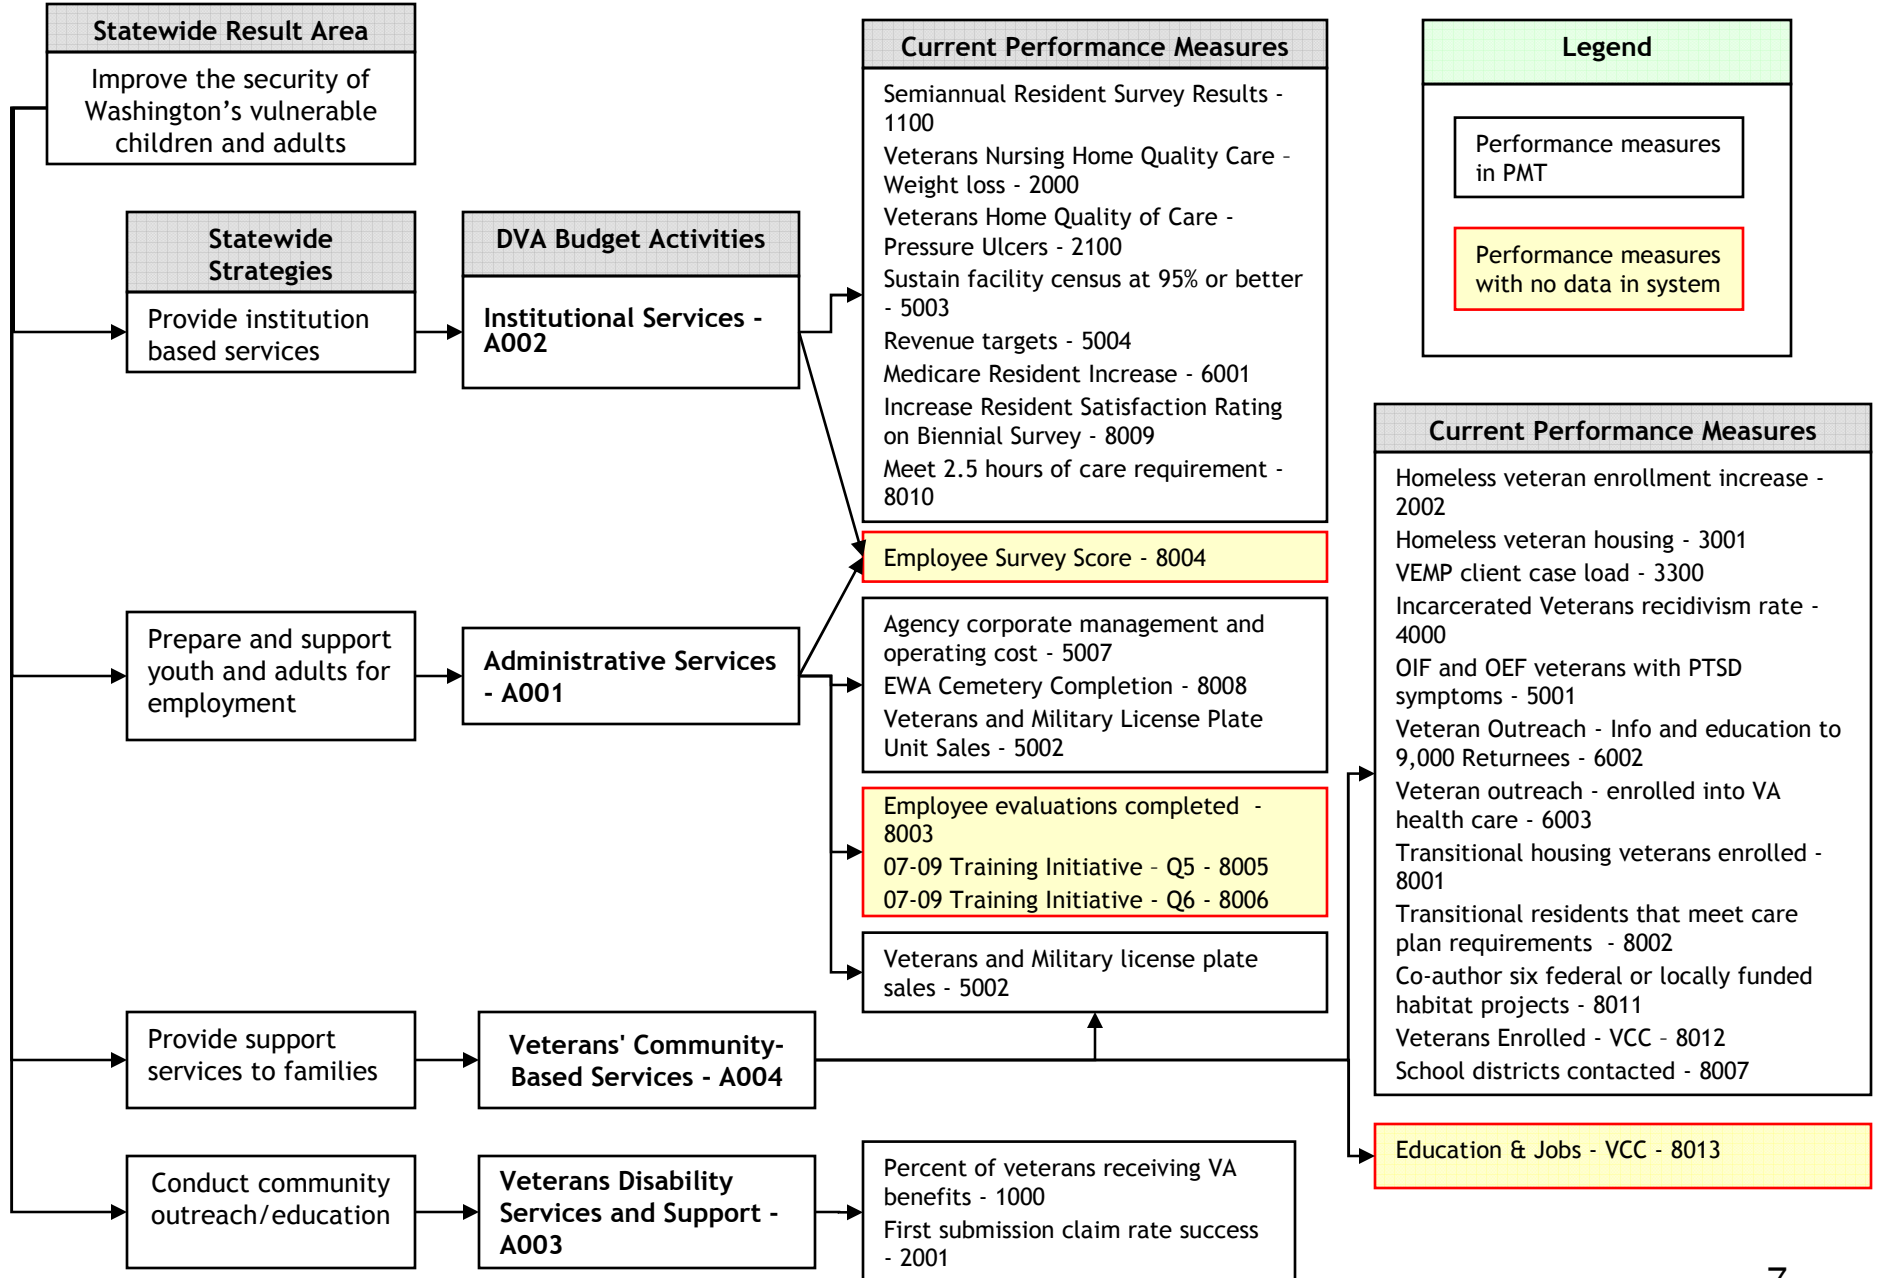 Statewide Result Area
Improve the security of
Washington’s vulnerable
children and adults
Statewide
Strategies
Provide institution
based services
DVA Budget Activities
Institutional Services -
A002
Current Performance Measures
Semiannual Resident Survey Results -
1100
Veterans Nursing Home Quality Care –
Weight loss - 2000
Veterans Home Quality of Care -
Pressure Ulcers - 2100
Sustain facility census at 95% or better
- 5003
Revenue targets - 5004
Medicare Resident Increase - 6001
Increase Resident Satisfaction Rating
on Biennial Survey - 8009
Meet 2.5 hours of care requirement -
8010
Legend
Performance measures
in PMT
Performance measures
with no data in system
Employee Survey Score - 8004
Prepare and support
youth and adults for
employment
Administrative Services
- A001
Agency corporate management and
operating cost - 5007
EWA Cemetery Completion - 8008
Veterans and Military License Plate
Unit Sales - 5002
Employee evaluations completed  -
8003
07-09 Training Initiative – Q5 - 8005
07-09 Training Initiative - Q6 - 8006
Veterans and Military license plate
sales - 5002
Current Performance Measures
Homeless veteran enrollment increase -
2002
Homeless veteran housing - 3001
VEMP client case load - 3300
Incarcerated Veterans recidivism rate -
4000
OIF and OEF veterans with PTSD
symptoms - 5001
Veteran Outreach - Info and education to
9,000 Returnees - 6002
Veteran outreach - enrolled into VA
health care - 6003
Transitional housing veterans enrolled -
8001
Transitional residents that meet care
plan requirements  - 8002
Co-author six federal or locally funded
habitat projects - 8011
Veterans Enrolled - VCC – 8012
School districts contacted - 8007
Provide support
services to families
Veterans' Community-
Based Services - A004
Education & Jobs - VCC - 8013
Conduct community
outreach/education
Veterans Disability
Services and Support -
A003
Percent of veterans receiving VA
benefits - 1000
First submission claim rate success
- 2001